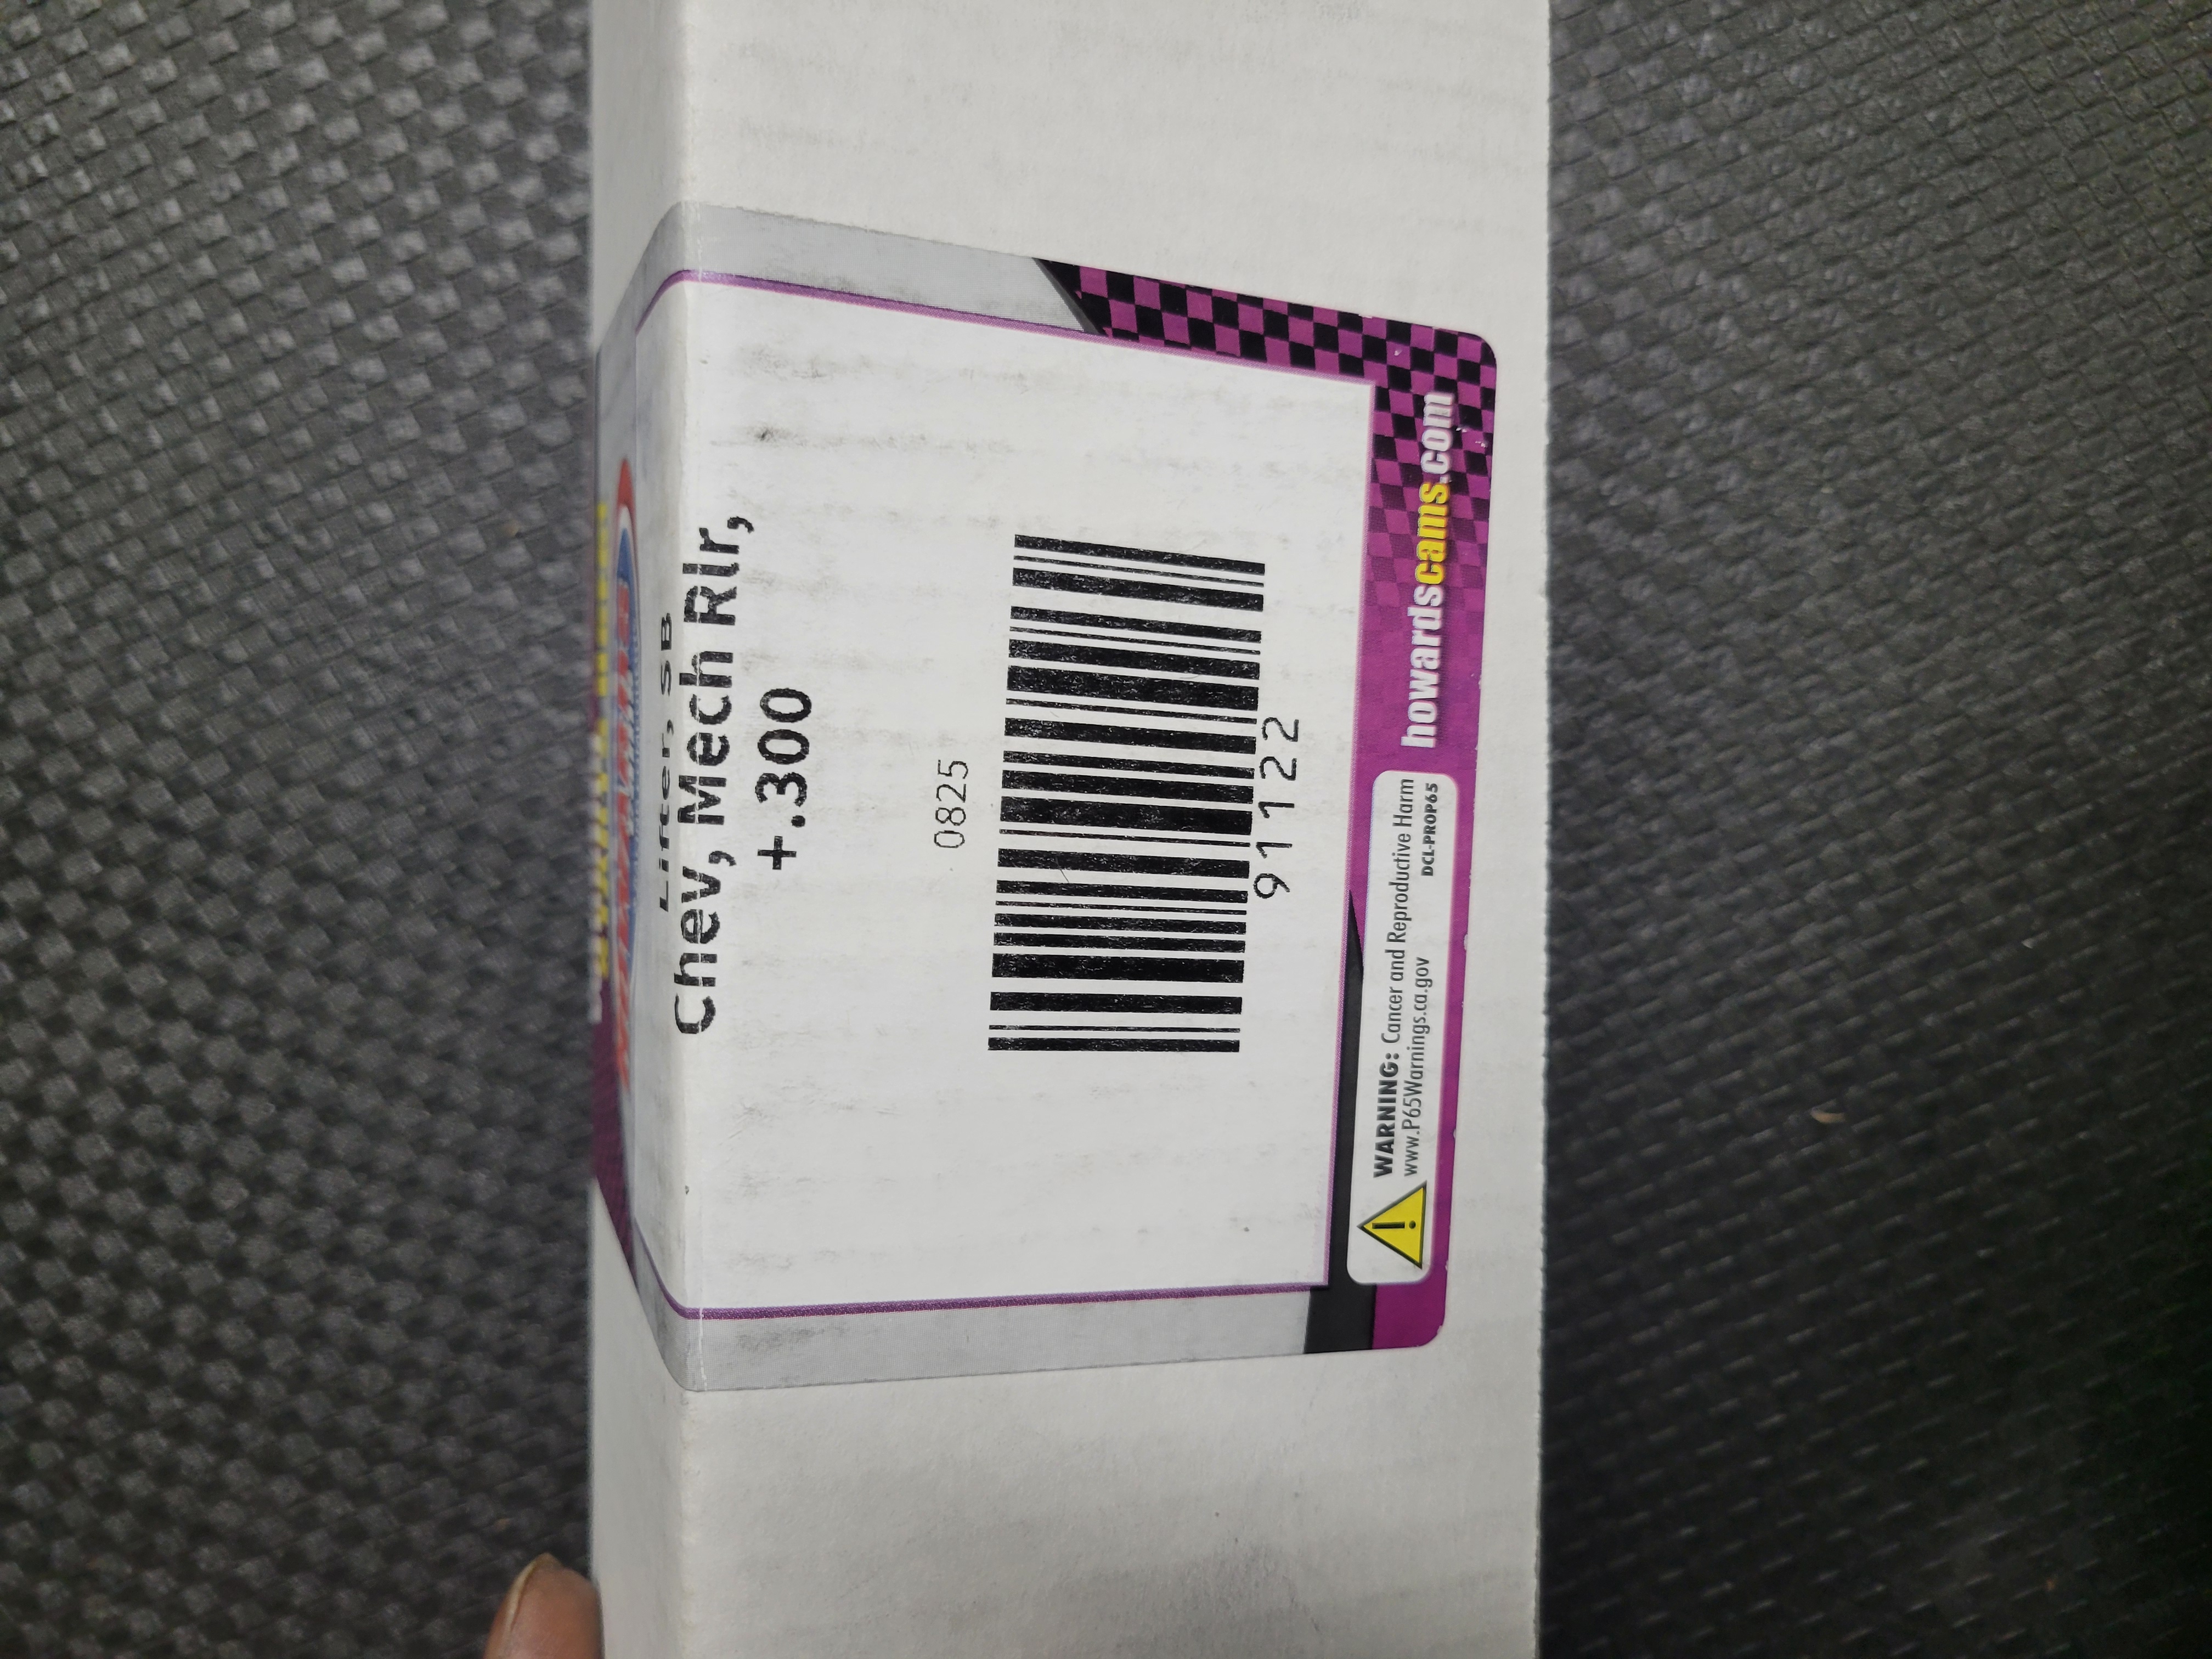 Lifter, SB
Chev, Mech Rlr,
+.300
0825
91122
WARNING: Cancer and Reproductive Harm
www.P65Warnings.ca.gov
DCL-PROP65
howardscams.com